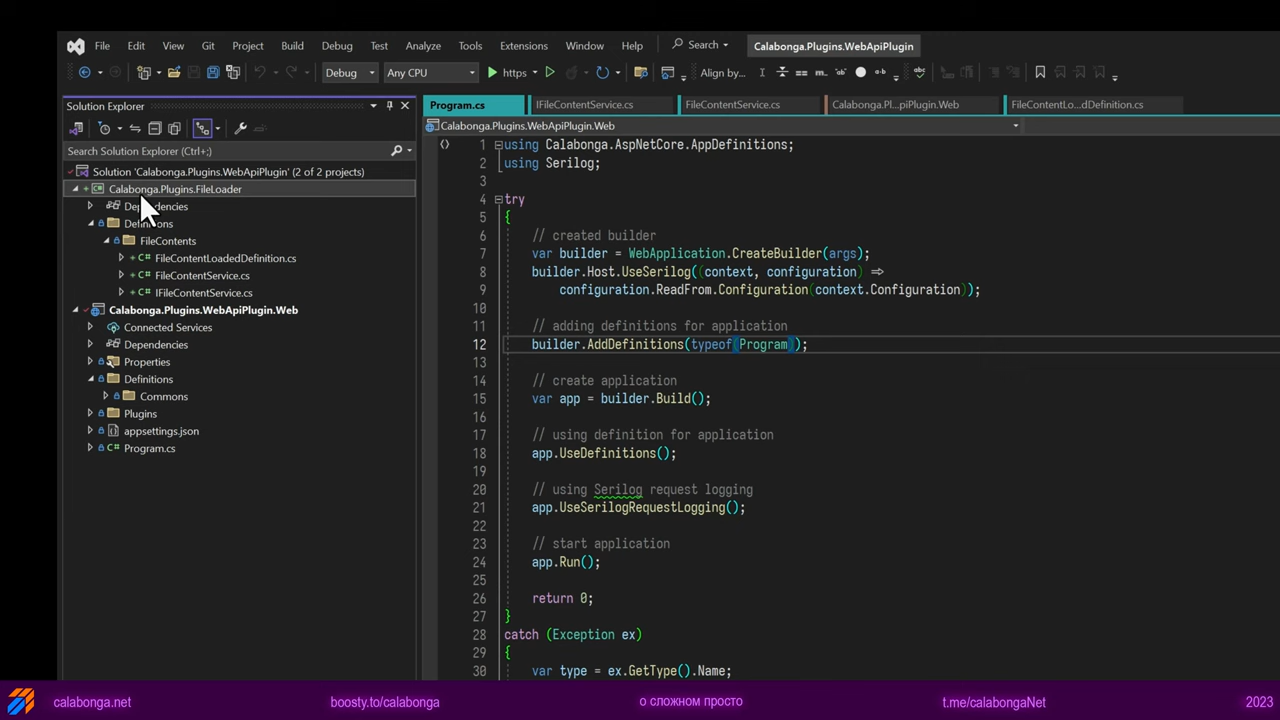 File Edit View Git Project Build Debug Test Analyze Tools Extensions Window Help Search Calabonga.Plugins.WebApiPlugin
Debug Any CPU https Align by...
Solution Explorer
Program.cs IFileContentService.cs FileContentService.cs Calabonga.Pl...piPlugin.Web FileContentLo...dDefinition.cs
Calabonga.Plugins.WebApiPlugin.Web
Search Solution Explorer (Ctrl+;)
Solution 'Calabonga.Plugins.WebApiPlugin' (2 of 2 projects)
Calabonga.Plugins.FileLoader
Dependencies
Definitions
FileContents
FileContentLoadedDefinition.cs
FileContentService.cs
IFileContentService.cs
Calabonga.Plugins.WebApiPlugin.Web
Connected Services
Dependencies
Properties
Definitions
Commons
Plugins
appsettings.json
Program.cs
1 using Calabonga.AspNetCore.AppDefinitions;
2 using Serilog;
3
4 try
5 {
6 // created builder
7 var builder = WebApplication.CreateBuilder(args);
8 builder.Host.UseSerilog((context, configuration) =>
9 configuration.ReadFrom.Configuration(context.Configuration));
10
11 // adding definitions for application
12 builder.AddDefinitions(typeof(Program));
13
14 // create application
15 var app = builder.Build();
16
17 // using definition for application
18 app.UseDefinitions();
19
20 // using Serilog request logging
21 app.UseSerilogRequestLogging();
22
23 // start application
24 app.Run();
25
26 return 0;
27 }
28 catch (Exception ex)
29 {
30 var type = ex.GetType().Name;
calabonga.net boosty.to/calabonga о сложном просто t.me/calabongaNet 2023